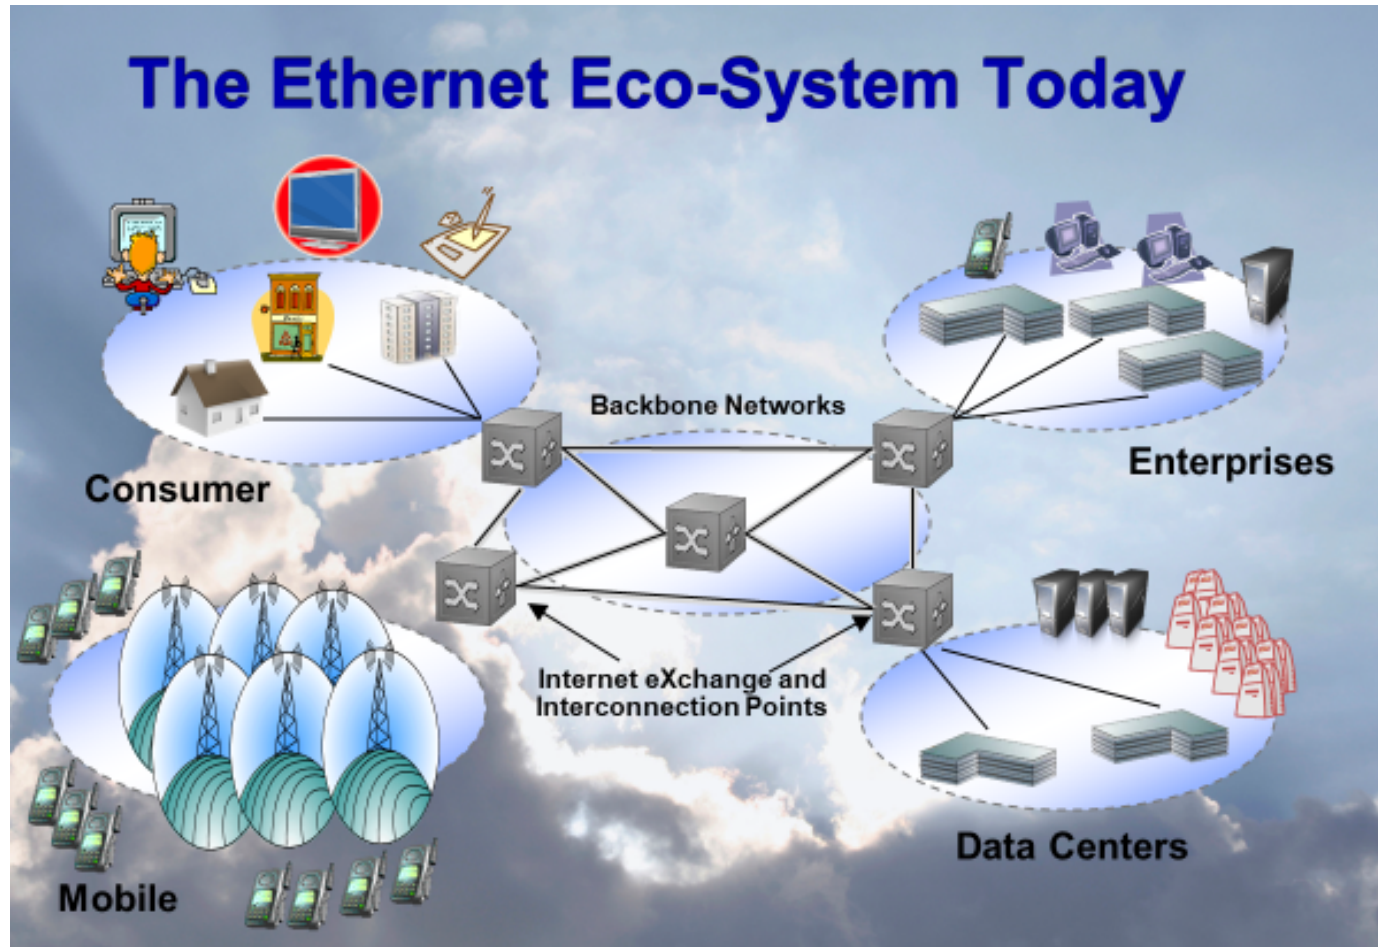 The Ethernet Eco-System Today
Backbone Networks
Enterprises
Consumer
Internet eXchange and
Interconnection Points
Data Centers
Mobile